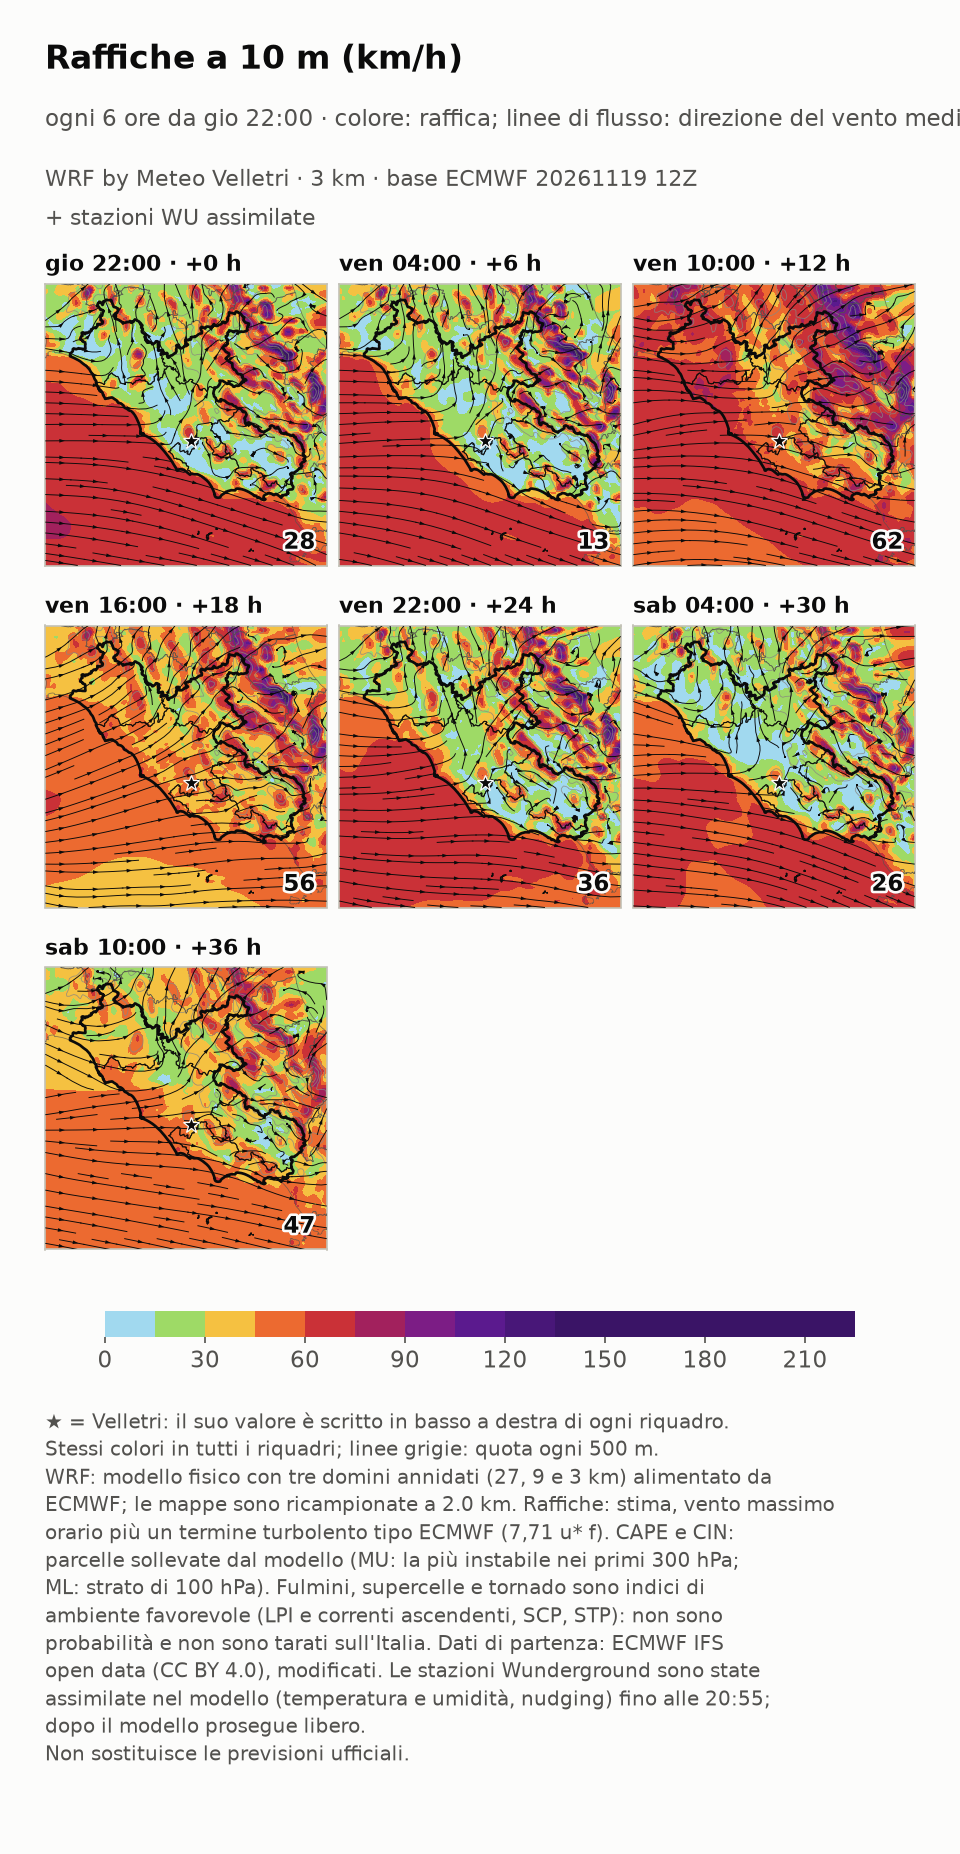 Raffiche a 10 m (km/h)
ogni 6 ore da gio 22:00 · colore: raffica; linee di flusso: direzione del vento medi
WRF by Meteo Velletri · 3 km · base ECMWF 20261119 12Z
+ stazioni WU assimilate
gio 22:00 · +0 h
ven 04:00 · +6 h
ven 10:00 · +12 h
28
13
62
ven 16:00 · +18 h
ven 22:00 · +24 h
sab 04:00 · +30 h
56
36
26
sab 10:00 · +36 h
47
0 30 60 90 120 150 180 210
★ = Velletri: il suo valore è scritto in basso a destra di ogni riquadro.
Stessi colori in tutti i riquadri; linee grigie: quota ogni 500 m.
WRF: modello fisico con tre domini annidati (27, 9 e 3 km) alimentato da
ECMWF; le mappe sono ricampionate a 2.0 km. Raffiche: stima, vento massimo
orario più un termine turbolento tipo ECMWF (7,71 u* f). CAPE e CIN:
parcelle sollevate dal modello (MU: la più instabile nei primi 300 hPa;
ML: strato di 100 hPa). Fulmini, supercelle e tornado sono indici di
ambiente favorevole (LPI e correnti ascendenti, SCP, STP): non sono
probabilità e non sono tarati sull'Italia. Dati di partenza: ECMWF IFS
open data (CC BY 4.0), modificati. Le stazioni Wunderground sono state
assimilate nel modello (temperatura e umidità, nudging) fino alle 20:55;
dopo il modello prosegue libero.
Non sostituisce le previsioni ufficiali.